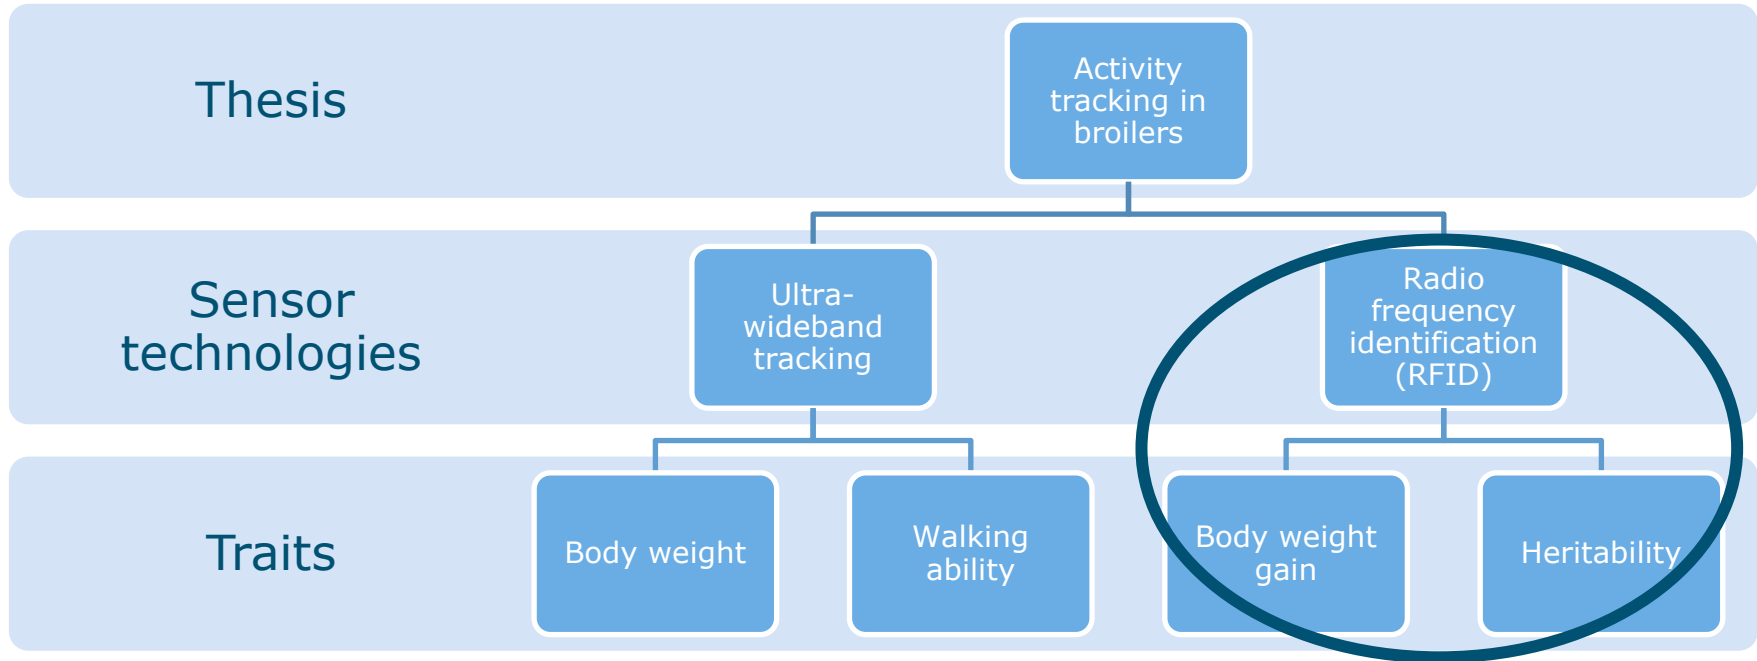 Thesis
Activity
tracking in
broilers
Sensor
technologies
Ultra-
wideband
tracking
Radio
frequency
identification
(RFID)
Traits
Body weight
Walking
ability
Body weight
gain
Heritability